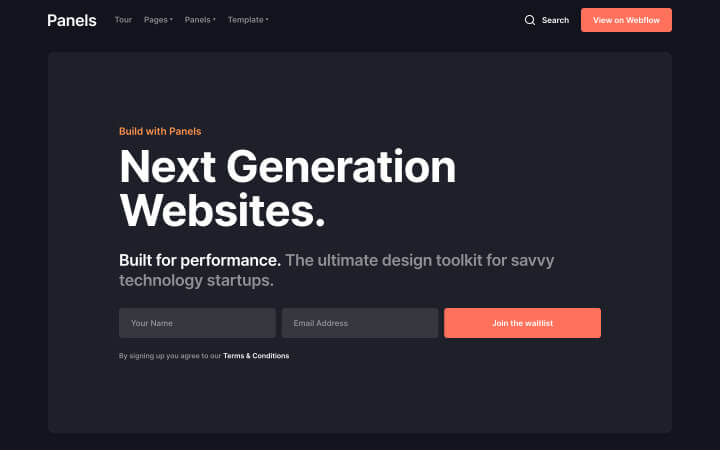 Panels Tour Pages Panels Template Search View on Webflow
Build with Panels
Next Generation
Websites.
Built for performance. The ultimate design toolkit for savvy
technology startups.
Your Name Email Address Join the waitlist
By signing up you agree to our Terms & Conditions